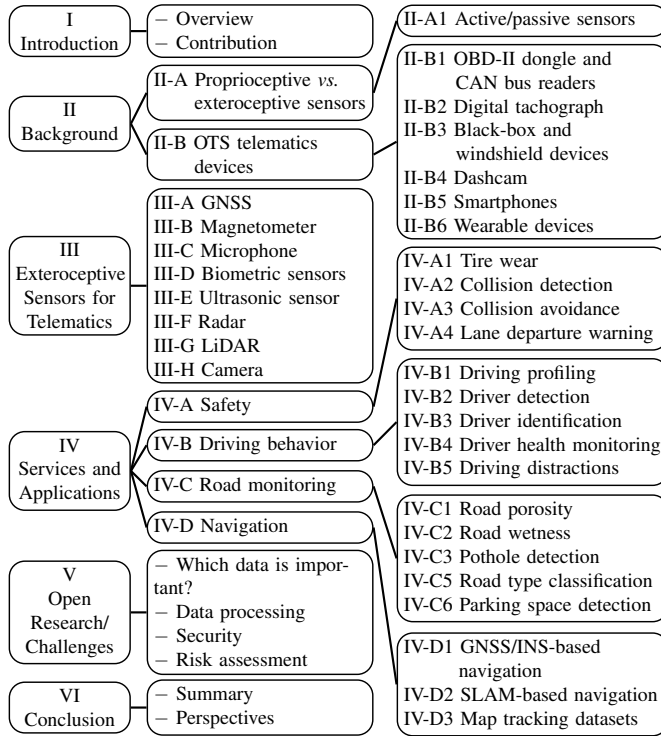 I
Introduction
− Overview
− Contribution
II
Background
II-A Proprioceptive vs.
exteroceptive sensors
II-A1 Active/passive sensors
II-B OTS telematics
devices
II-B1 OBD-II dongle and
CAN bus readers
II-B2 Digital tachograph
II-B3 Black-box and
windshield devices
II-B4 Dashcam
II-B5 Smartphones
II-B6 Wearable devices
III
Exteroceptive
Sensors for
Telematics
III-A GNSS
III-B Magnetometer
III-C Microphone
III-D Biometric sensors
III-E Ultrasonic sensor
III-F Radar
III-G LiDAR
III-H Camera
IV
Services and
Applications
IV-A Safety
IV-A1 Tire wear
IV-A2 Collision detection
IV-A3 Collision avoidance
IV-A4 Lane departure warning
IV-B Driving behavior
IV-B1 Driving profiling
IV-B2 Driver detection
IV-B3 Driver identification
IV-B4 Driver health monitoring
IV-B5 Driving distractions
IV-C Road monitoring
IV-C1 Road porosity
IV-C2 Road wetness
IV-C3 Pothole detection
IV-C5 Road type classification
IV-C6 Parking space detection
IV-D Navigation
IV-D1 GNSS/INS-based
navigation
IV-D2 SLAM-based navigation
IV-D3 Map tracking datasets
V
Open
Research/
Challenges
− Which data is impor-
tant?
− Data processing
− Security
− Risk assessment
VI
Conclusion
− Summary
− Perspectives